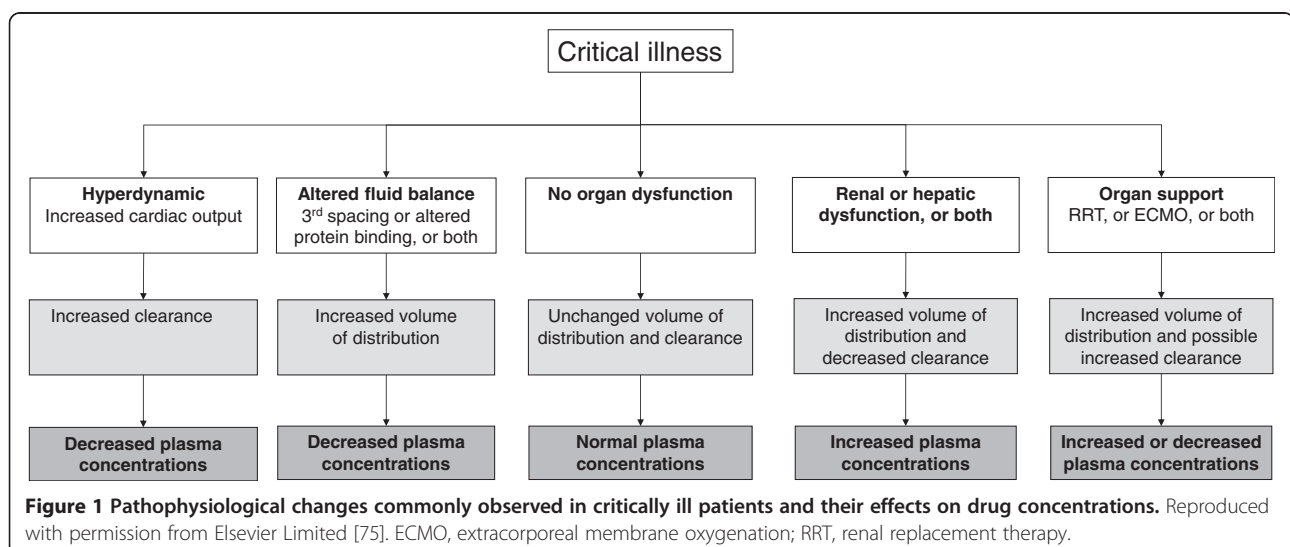 Critical illness
Hyperdynamic
Increased cardiac output
Altered fluid balance
3rd spacing or altered
protein binding, or both
No organ dysfunction
Renal or hepatic
dysfunction, or both
Organ support
RRT, or ECMO, or both
Increased clearance
Increased volume
of distribution
Unchanged volume of
distribution and clearance
Increased volume of
distribution and
decreased clearance
Increased volume of
distribution and possible
increased clearance
Decreased plasma
concentrations
Decreased plasma
concentrations
Normal plasma
concentrations
Increased plasma
concentrations
Increased or decreased
plasma concentrations
Figure 1 Pathophysiological changes commonly observed in critically ill patients and their effects on drug concentrations. Reproduced
with permission from Elsevier Limited [75]. ECMO, extracorporeal membrane oxygenation; RRT, renal replacement therapy.